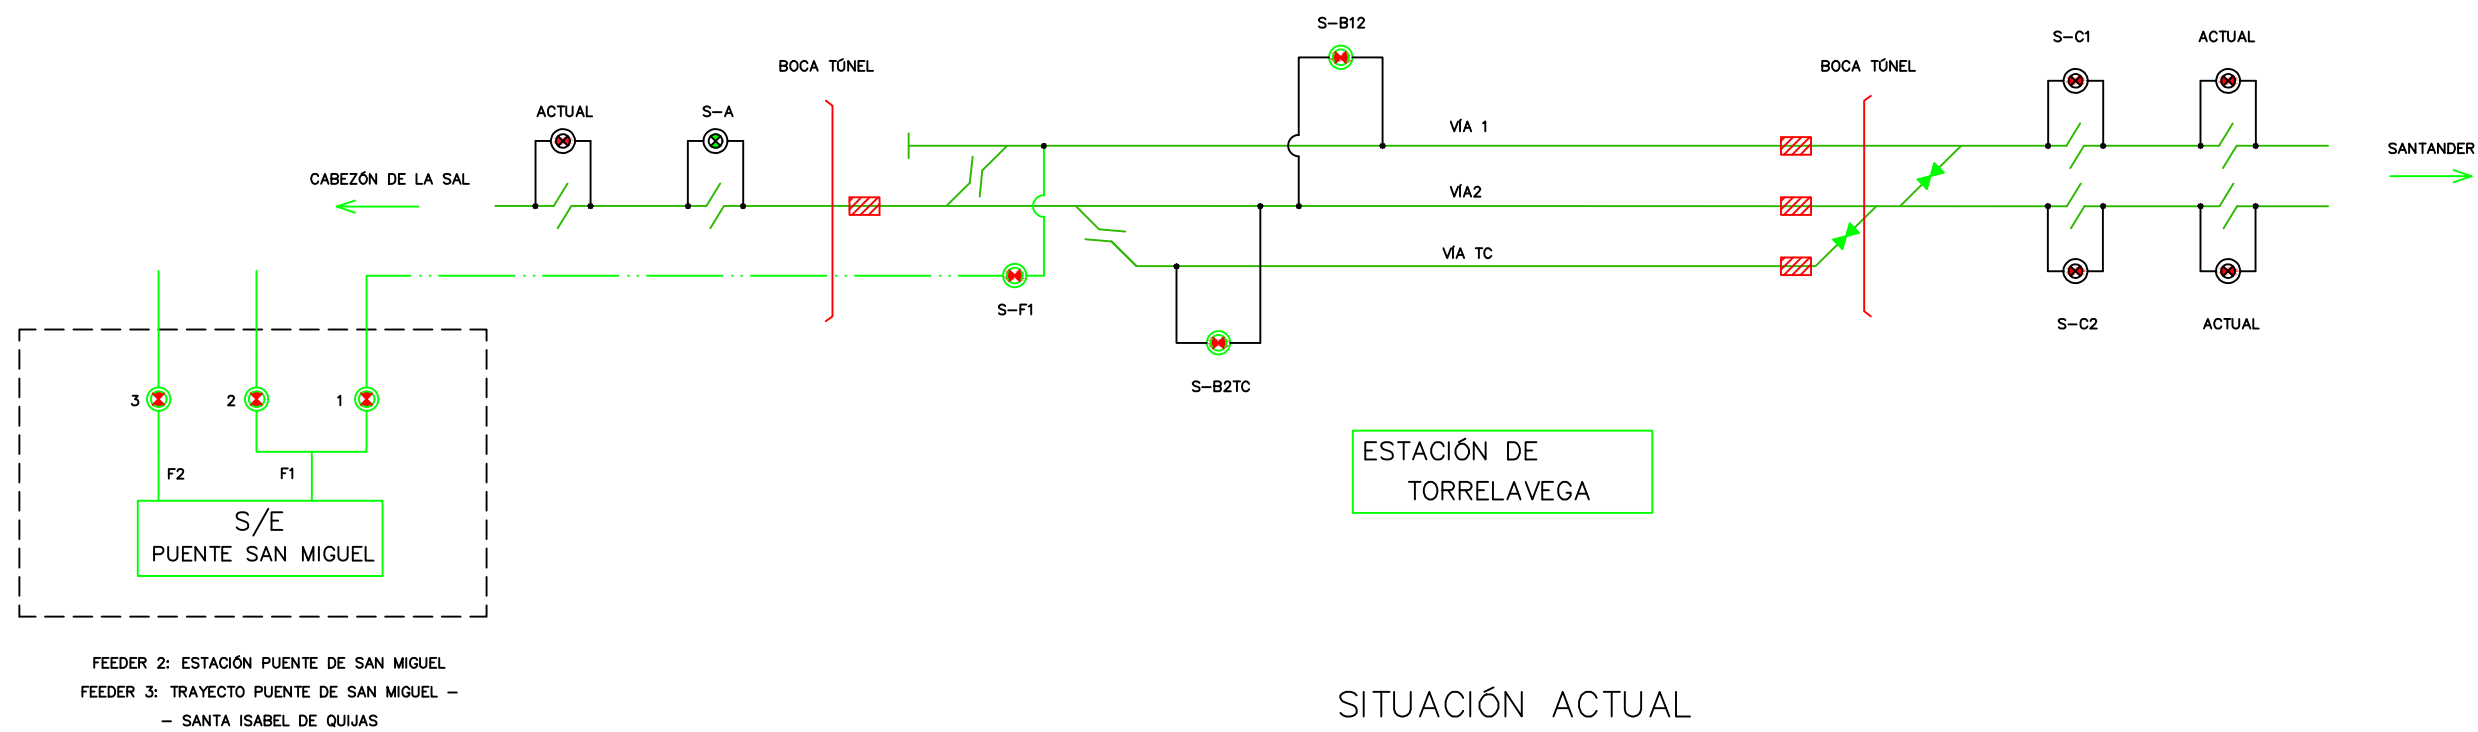 S-B12
S-C1
ACTUAL
BOCA TÚNEL
BOCA TÚNEL
ACTUAL
S-A
VÍA 1
SANTANDER
CABEZÓN DE LA SAL
VÍA2
VÍA TC
S-F1
S-C2
ACTUAL
S-B2TC
3
2
1
ESTACIÓN DE
TORRELAVEGA
F2
F1
S/E
PUENTE SAN MIGUEL
FEEDER 2: ESTACIÓN PUENTE DE SAN MIGUEL
FEEDER 3: TRAYECTO PUENTE DE SAN MIGUEL -
- SANTA ISABEL DE QUIJAS
SITUACIÓN ACTUAL